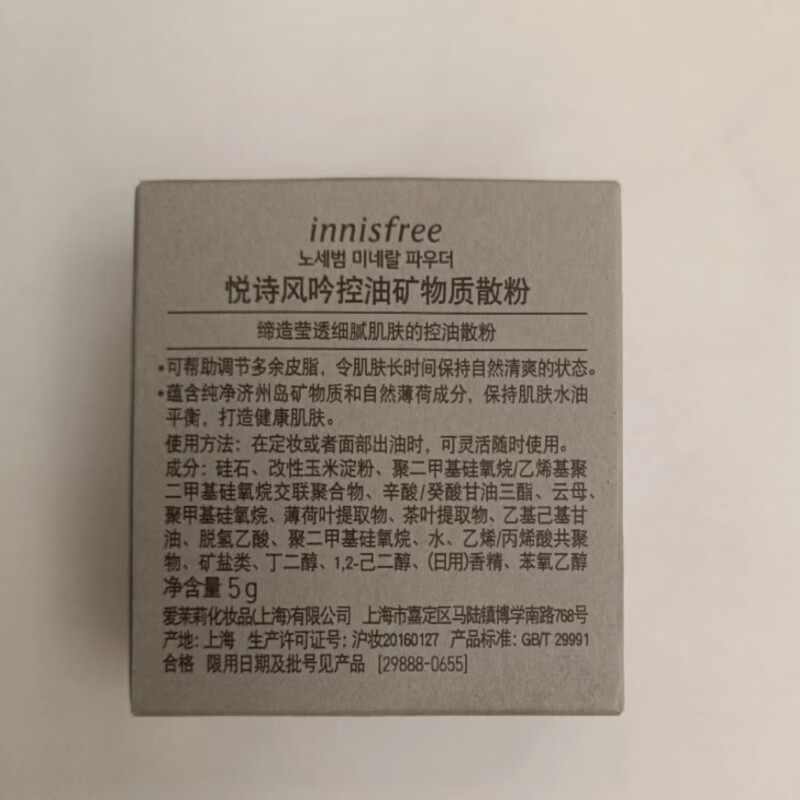 innisfree
노세범 미네랄 파우더
悦诗风吟控油矿物质散粉
缔造莹透细腻肌肤的控油散粉
•可帮助调节多余皮脂，令肌肤长时间保持自然清爽的状态。
•蕴含纯净济州岛矿物质和自然薄荷成分，保持肌肤水油
平衡，打造健康肌肤。
使用方法：在定妆或者面部出油时，可灵活随时使用。
成分：硅石、改性玉米淀粉、聚二甲基硅氧烷/乙烯基聚
二甲基硅氧烷交联聚合物、辛酸/癸酸甘油三酯、云母、
聚甲基硅氧烷、薄荷叶提取物、茶叶提取物、乙基己基甘
油、脱氢乙酸、聚二甲基硅氧烷、水、乙烯/丙烯酸共聚
物、矿盐类、丁二醇、1,2-己二醇、(日用)香精、苯氧乙醇
净含量 5g
爱茉莉化妆品(上海)有限公司 上海市嘉定区马陆镇博学南路768号
产地: 上海 生产许可证号: 沪妆20160127 产品标准: GB/T 29991
合格 限用日期及批号见产品 [29888-0655]